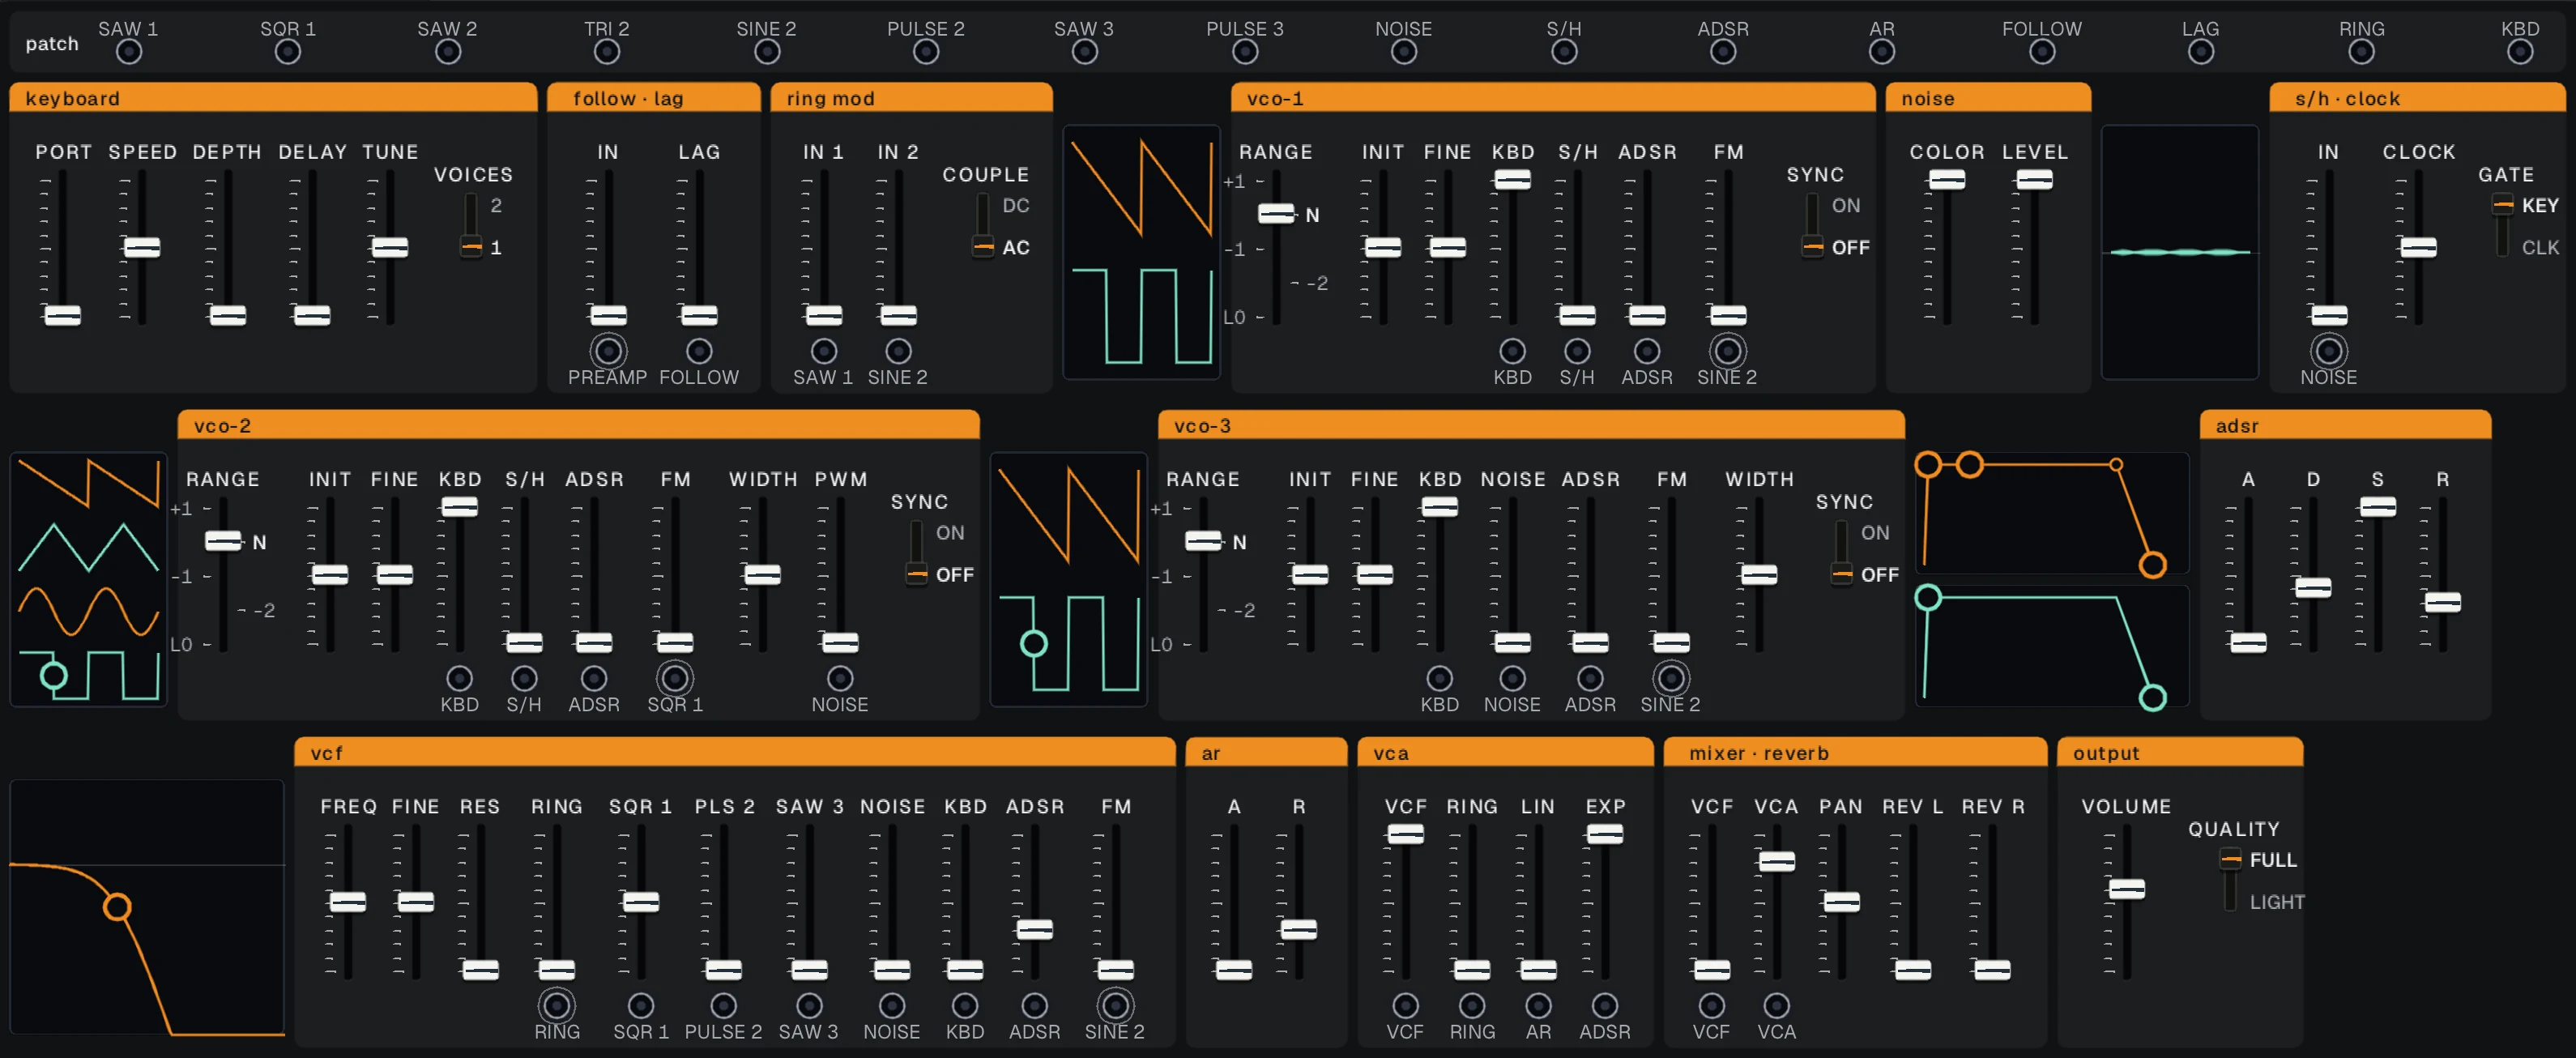 patch SAW 1 SQR 1 SAW 2 TRI 2 SINE 2 PULSE 2 SAW 3 PULSE 3 NOISE S/H ADSR AR FOLLOW LAG RING KBD
keyboard
PORT SPEED DEPTH DELAY TUNE
VOICES
2
1
follow · lag
IN LAG
PREAMP FOLLOW
ring mod
IN 1 IN 2
COUPLE
DC
AC
SAW 1 SINE 2
vco-1
RANGE INIT FINE KBD S/H ADSR FM
+1
N
-1
-2
LO
SYNC
ON
OFF
KBD S/H ADSR SINE 2
noise
COLOR LEVEL
s/h · clock
IN CLOCK
GATE
KEY
CLK
NOISE
vco-2
RANGE INIT FINE KBD S/H ADSR FM WIDTH PWM
+1
N
-1
-2
LO
SYNC
ON
OFF
KBD S/H ADSR SQR 1 NOISE
vco-3
RANGE INIT FINE KBD NOISE ADSR FM WIDTH
+1
N
-1
-2
LO
SYNC
ON
OFF
KBD NOISE ADSR SINE 2
adsr
A D S R
vcf
FREQ FINE RES RING SQR 1 PLS 2 SAW 3 NOISE KBD ADSR FM
RING SQR 1 PULSE 2 SAW 3 NOISE KBD ADSR SINE 2
ar
A R
vca
VCF RING LIN EXP
VCF RING AR ADSR
mixer · reverb
VCF VCA PAN REV L REV R
VCF VCA
output
VOLUME
QUALITY
FULL
LIGHT